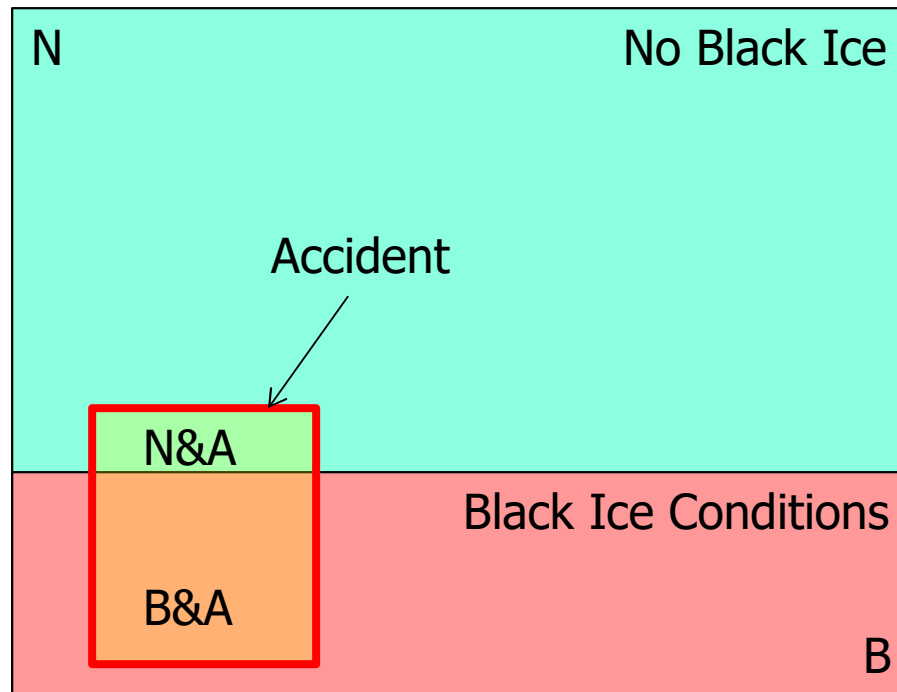 N
No Black Ice
Accident
N&A
Black Ice Conditions
B&A
B